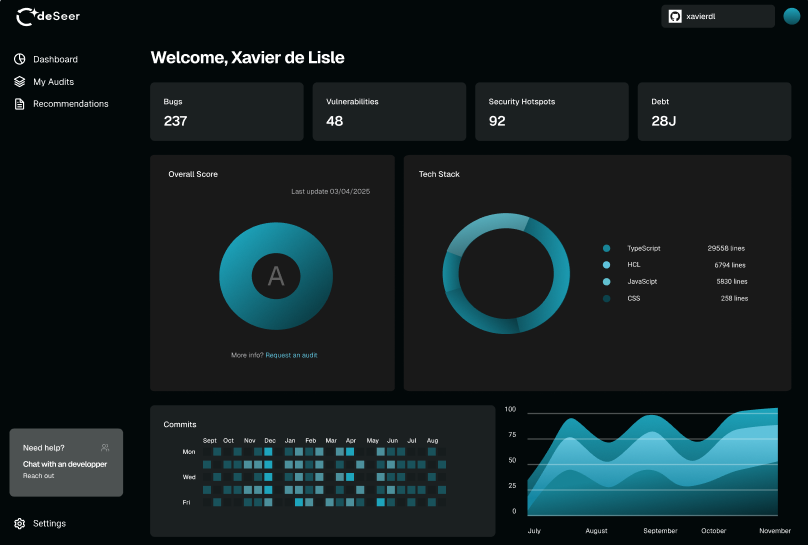 deSeer
xavierdl
Dashboard
My Audits
Recommendations
Welcome, Xavier de Lisle
Bugs
237
Vulnerabilities
48
Security Hotspots
92
Debt
28J
Overall Score
Last update 03/04/2025
A
More info? Request an audit
Tech Stack
TypeScript 29558 lines
HCL 6794 lines
JavaScipt 5830 lines
CSS 258 lines
Commits
Sept Oct Nov Dec Jan Feb Mar Apr May Jun Jul Aug
Mon
Wed
Fri
100
75
50
25
0
July August September October November
Need help?
Chat with an developper
Reach out
Settings